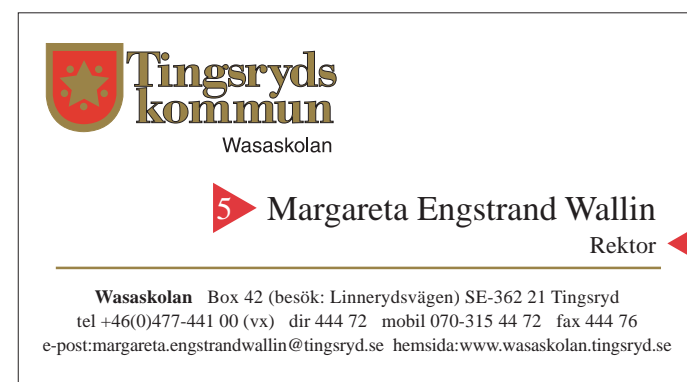 Tingsryds
kommun
Wasaskolan
5 Margareta Engstrand Wallin
Rektor
Wasaskolan Box 42 (besök: Linnerydsvägen) SE-362 21 Tingsryd
tel +46(0)477-441 00 (vx) dir 444 72 mobil 070-315 44 72 fax 444 76
e-post:margareta.engstrandwallin@tingsryd.se hemsida:www.wasaskolan.tingsryd.se